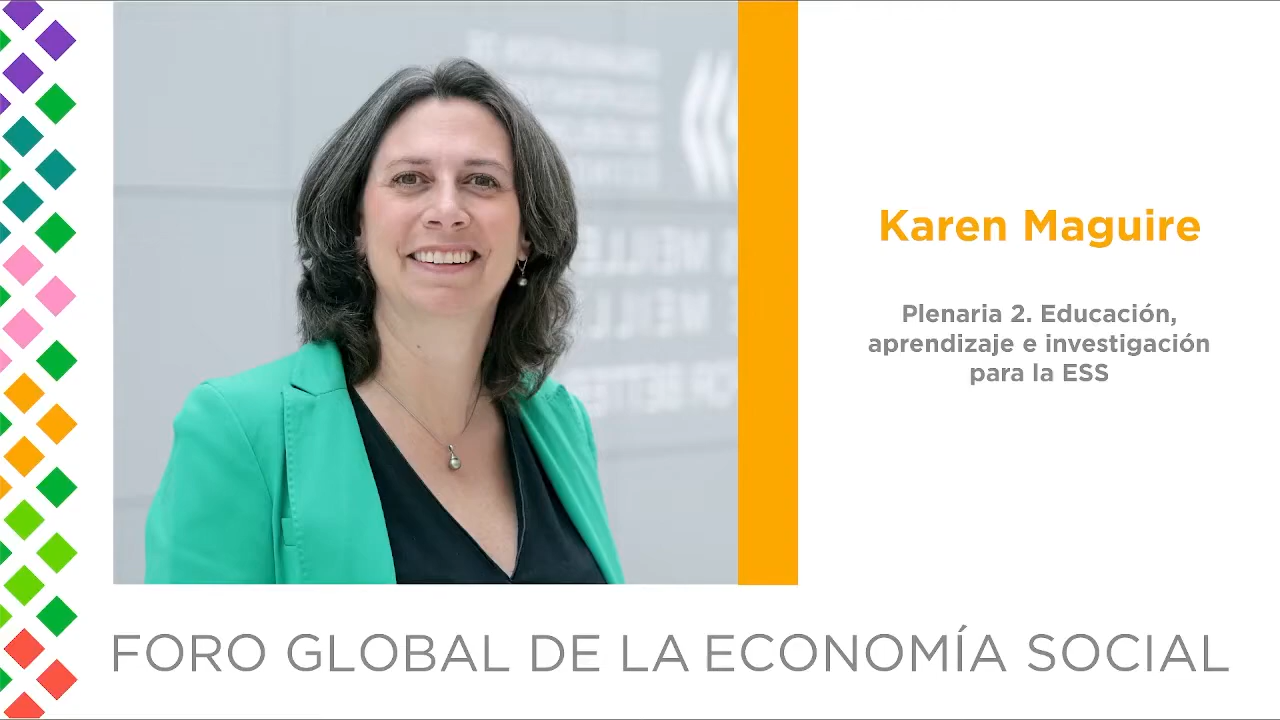 Karen Maguire
Plenaria 2. Educación,
aprendizaje e investigación
para la ESS
FORO GLOBAL DE LA ECONOMÍA SOCIAL